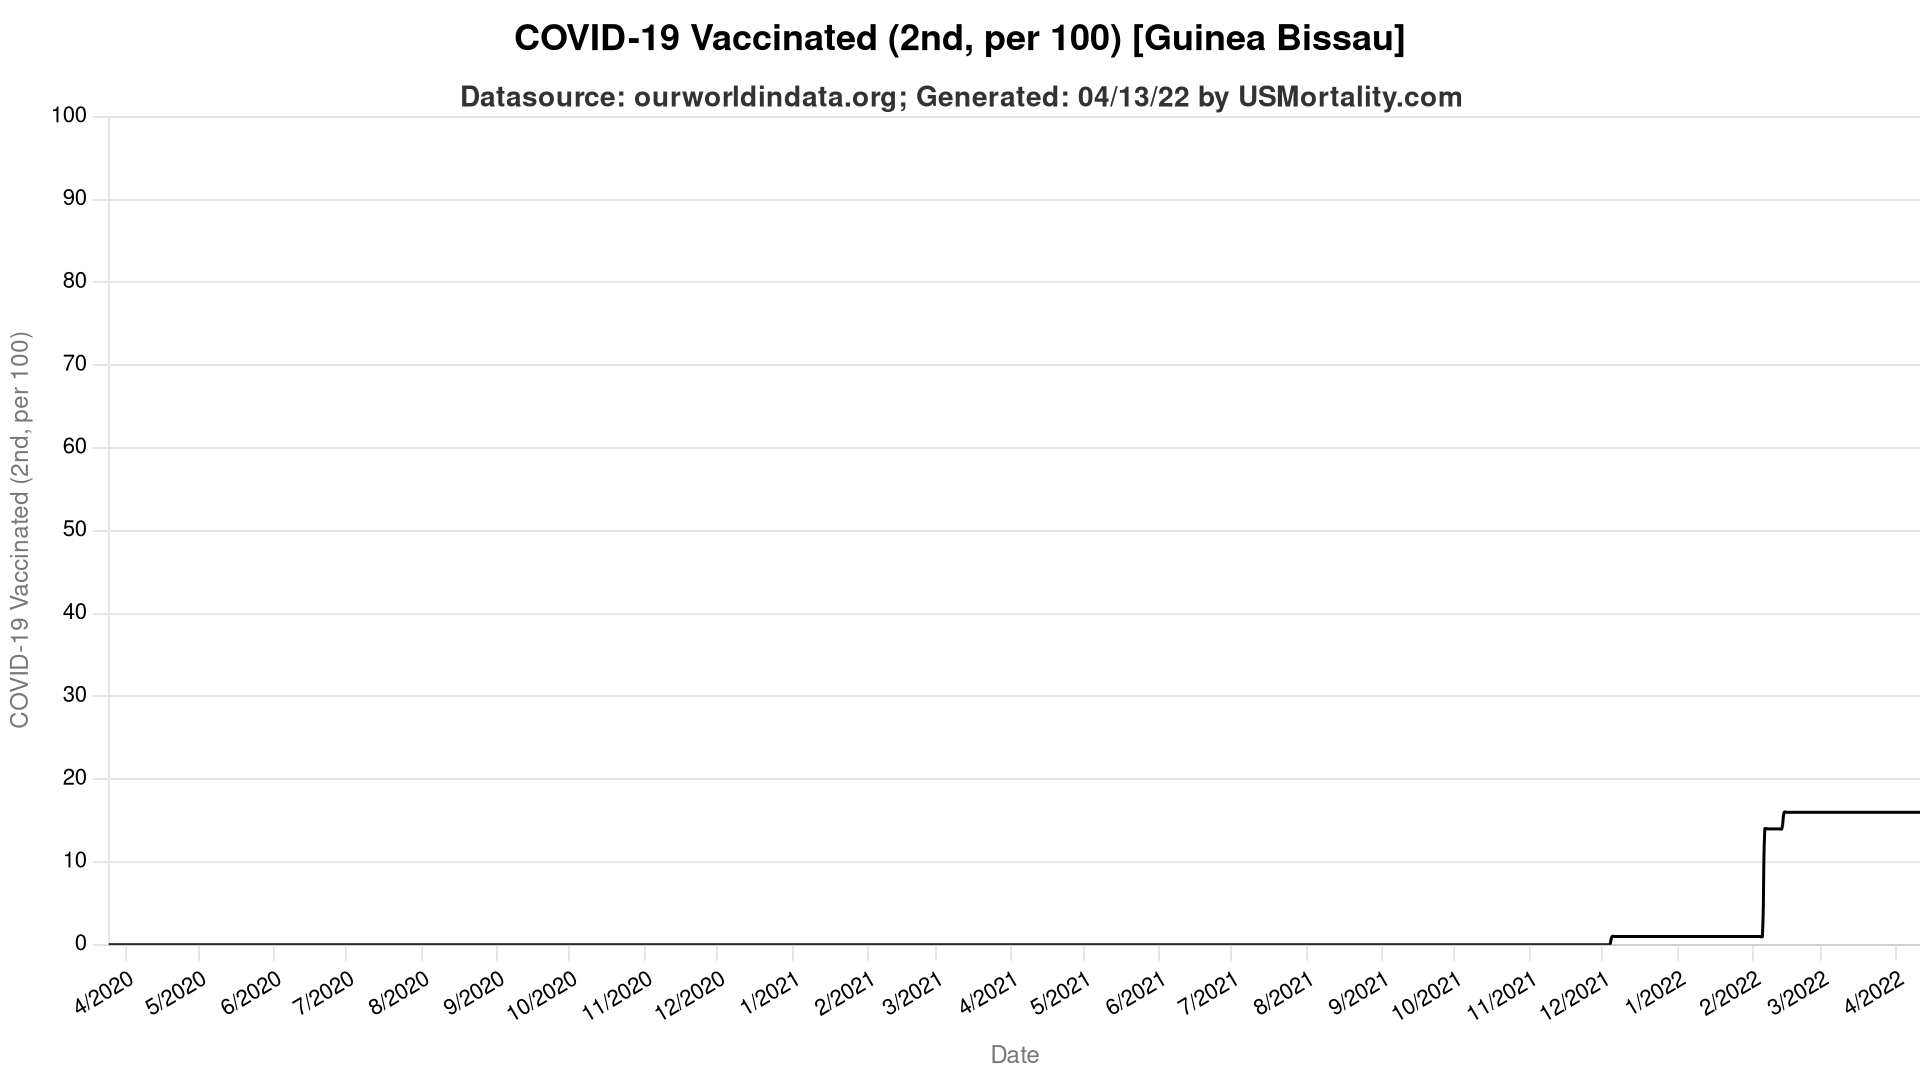 COVID-19 Vaccinated (2nd, per 100) [Guinea Bissau]
Datasource: ourworldindata.org; Generated: 04/13/22 by USMortality.com
COVID-19 Vaccinated (2nd, per 100)
100
90
80
70
60
50
40
30
20
10
0
4/2020 5/2020 6/2020 7/2020 8/2020 9/2020 10/2020 11/2020 12/2020 1/2021 2/2021 3/2021 4/2021 5/2021 6/2021 7/2021 8/2021 9/2021 10/2021 11/2021 12/2021 1/2022 2/2022 3/2022 4/2022
Date